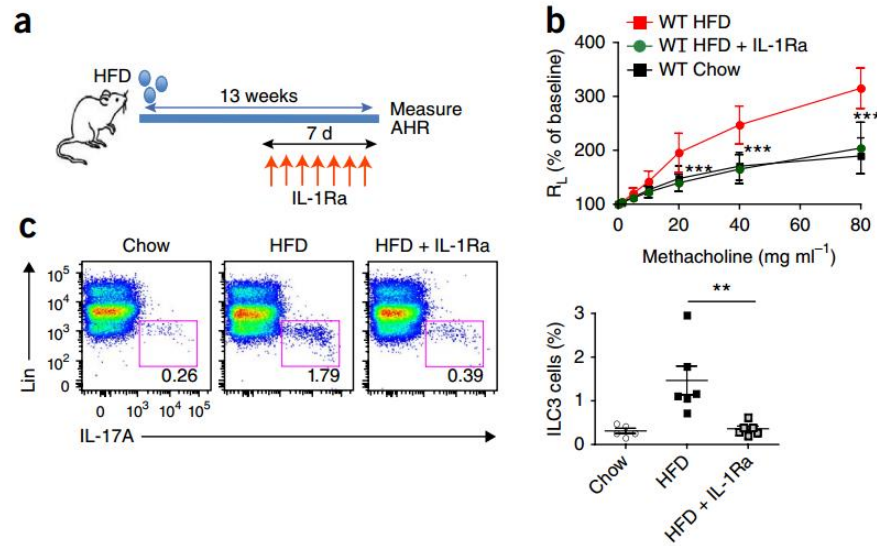 a
HFD
13 weeks
Measure
AHR
7 d
IL-1Ra
b
WT HFD
WT HFD + IL-1Ra
WT Chow
400
300
200
100
R_L (% of baseline)
***
***
***
0
20
40
60
80
Methacholine (mg ml⁻¹)
c
Chow
HFD
HFD + IL-1Ra
10⁵
10⁴
10³
10²
0
Lin
0.26
1.79
0.39
0 10³ 10⁴ 10⁵
IL-17A
**
3
2
1
0
ILC3 cells (%)
Chow
HFD
HFD + IL-1Ra